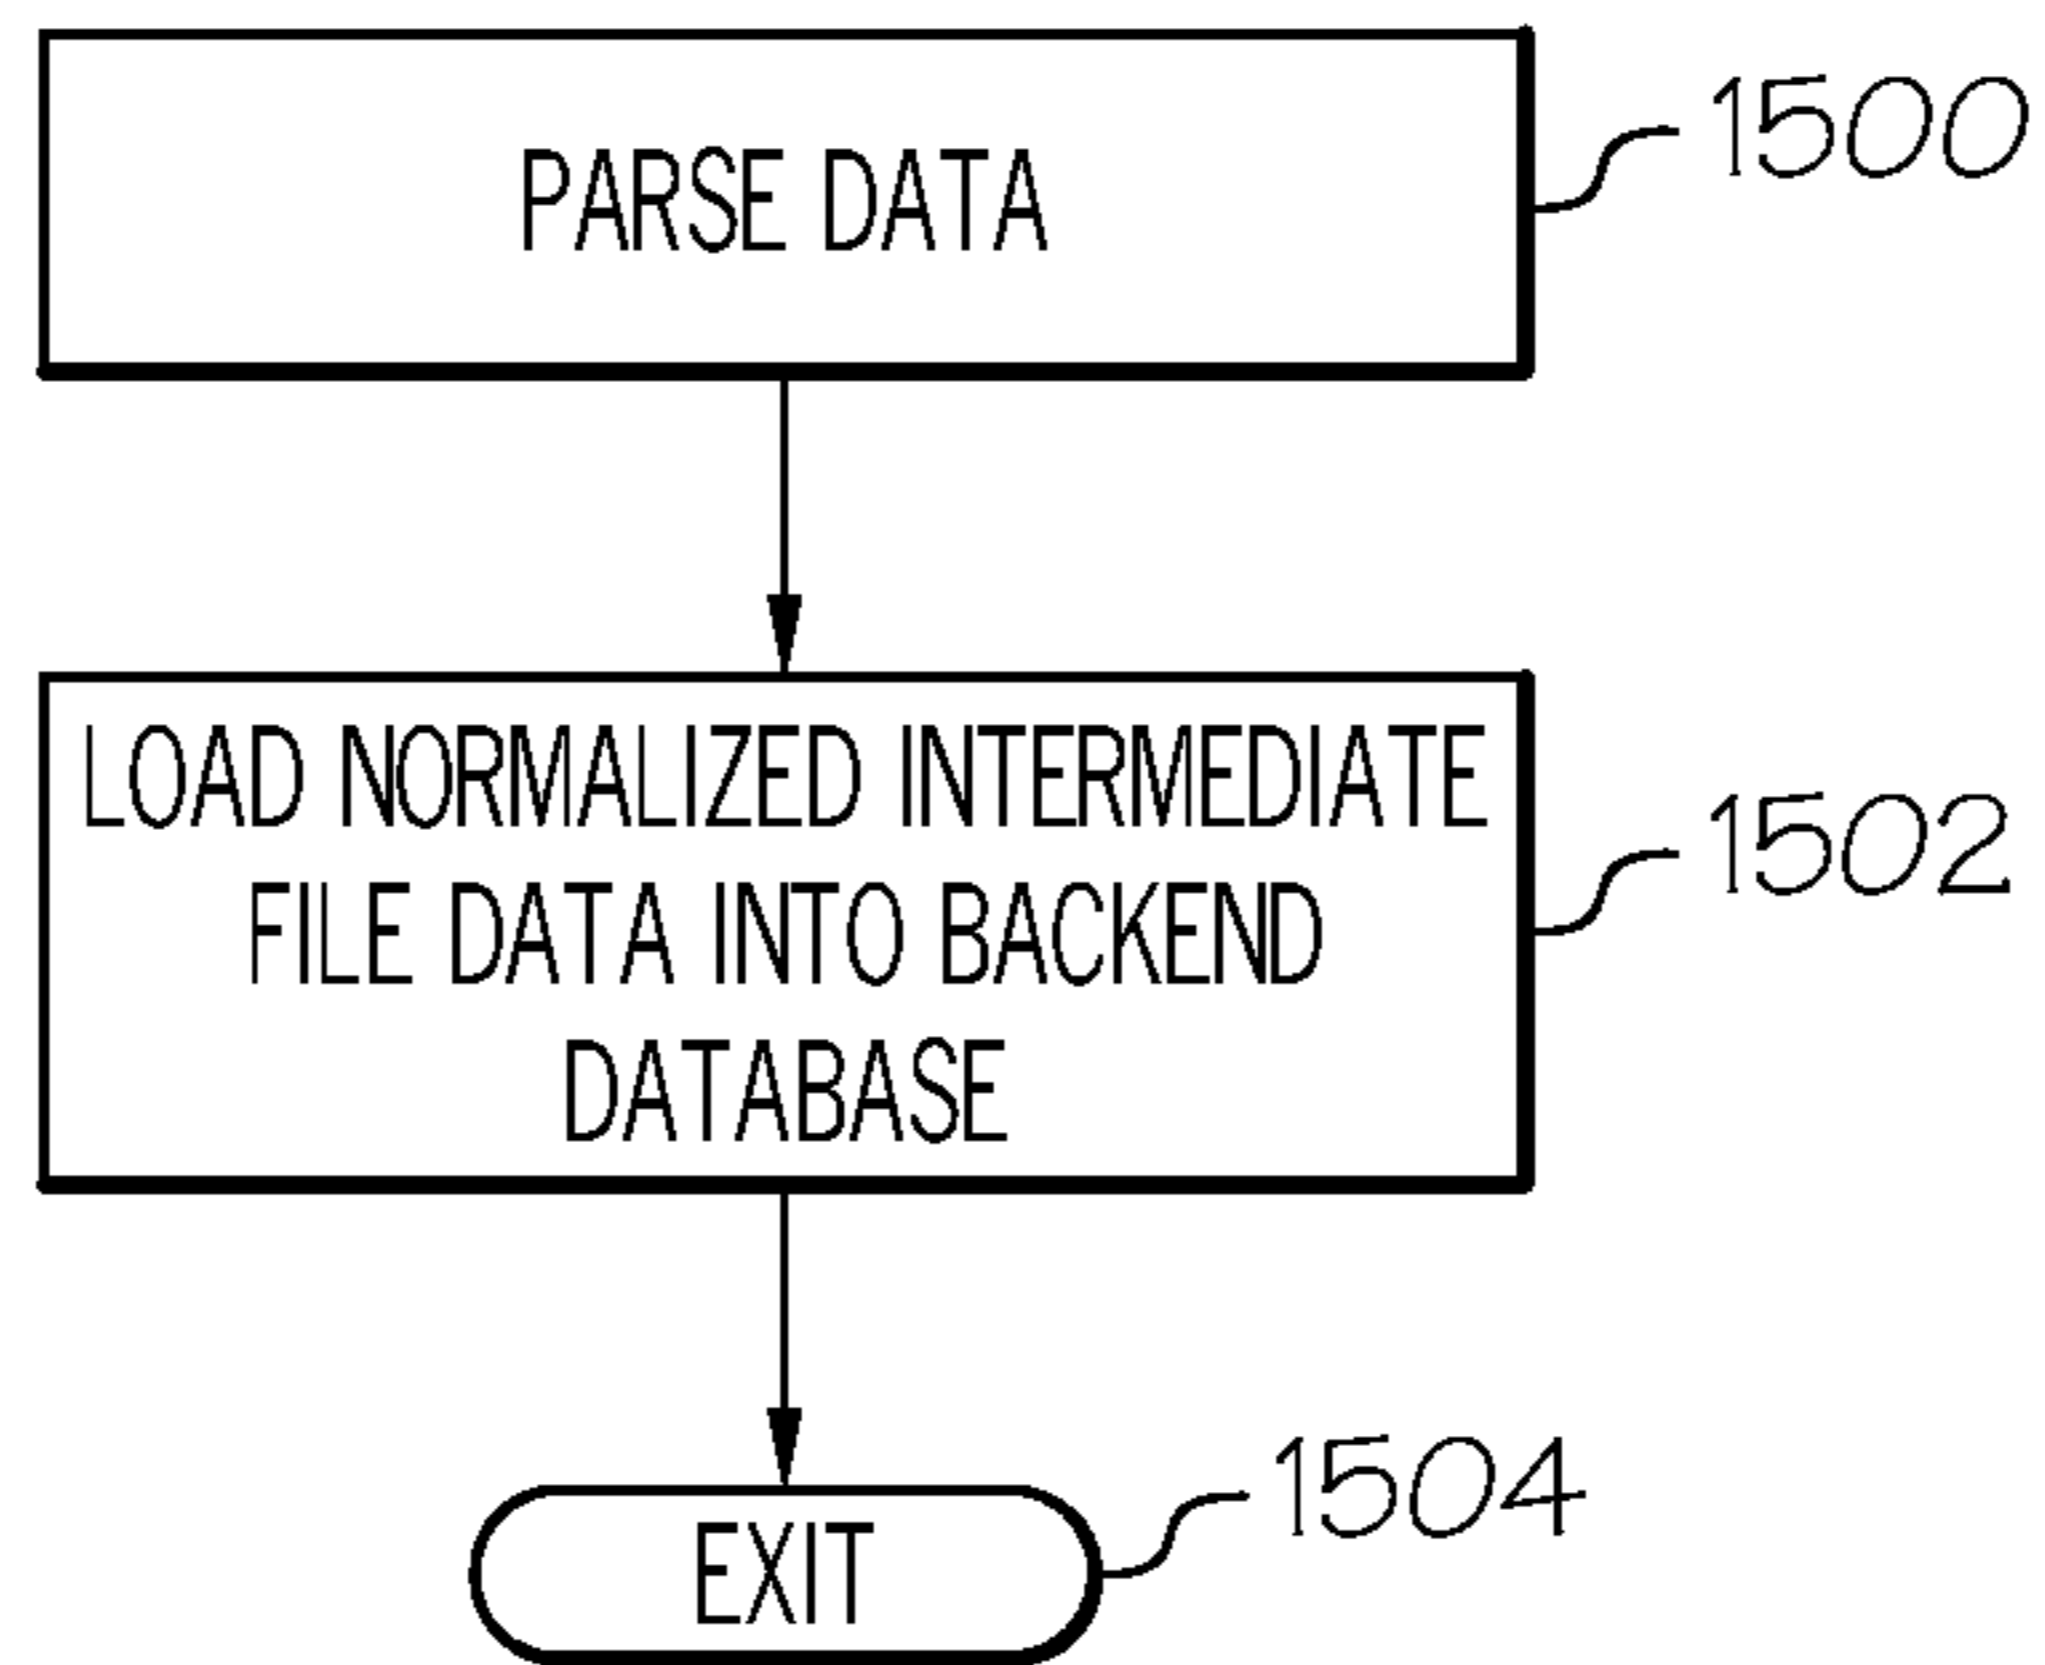 PARSE DATA
1500
LOAD NORMALIZED INTERMEDIATE
FILE DATA INTO BACKEND
DATABASE
1502
EXIT
1504